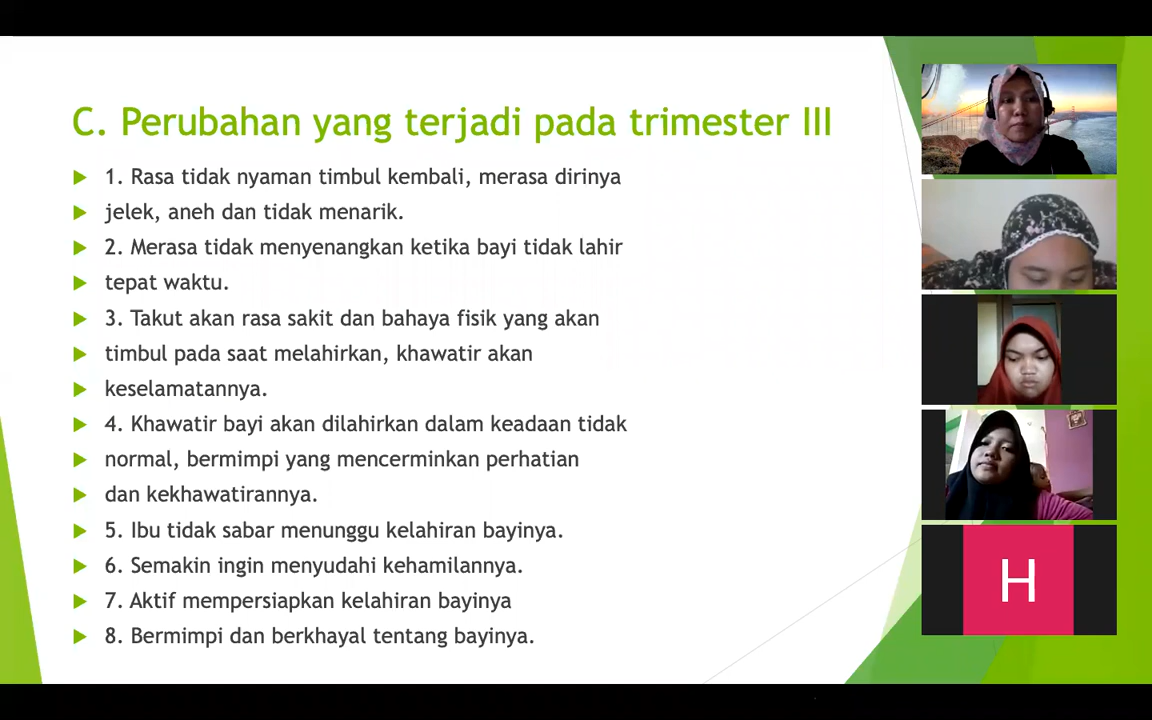 C. Perubahan yang terjadi pada trimester III
1. Rasa tidak nyaman timbul kembali, merasa dirinya
jelek, aneh dan tidak menarik.
2. Merasa tidak menyenangkan ketika bayi tidak lahir
tepat waktu.
3. Takut akan rasa sakit dan bahaya fisik yang akan
timbul pada saat melahirkan, khawatir akan
keselamatannya.
4. Khawatir bayi akan dilahirkan dalam keadaan tidak
normal, bermimpi yang mencerminkan perhatian
dan kekhawatirannya.
5. Ibu tidak sabar menunggu kelahiran bayinya.
6. Semakin ingin menyudahi kehamilannya.
7. Aktif mempersiapkan kelahiran bayinya
8. Bermimpi dan berkhayal tentang bayinya.
H